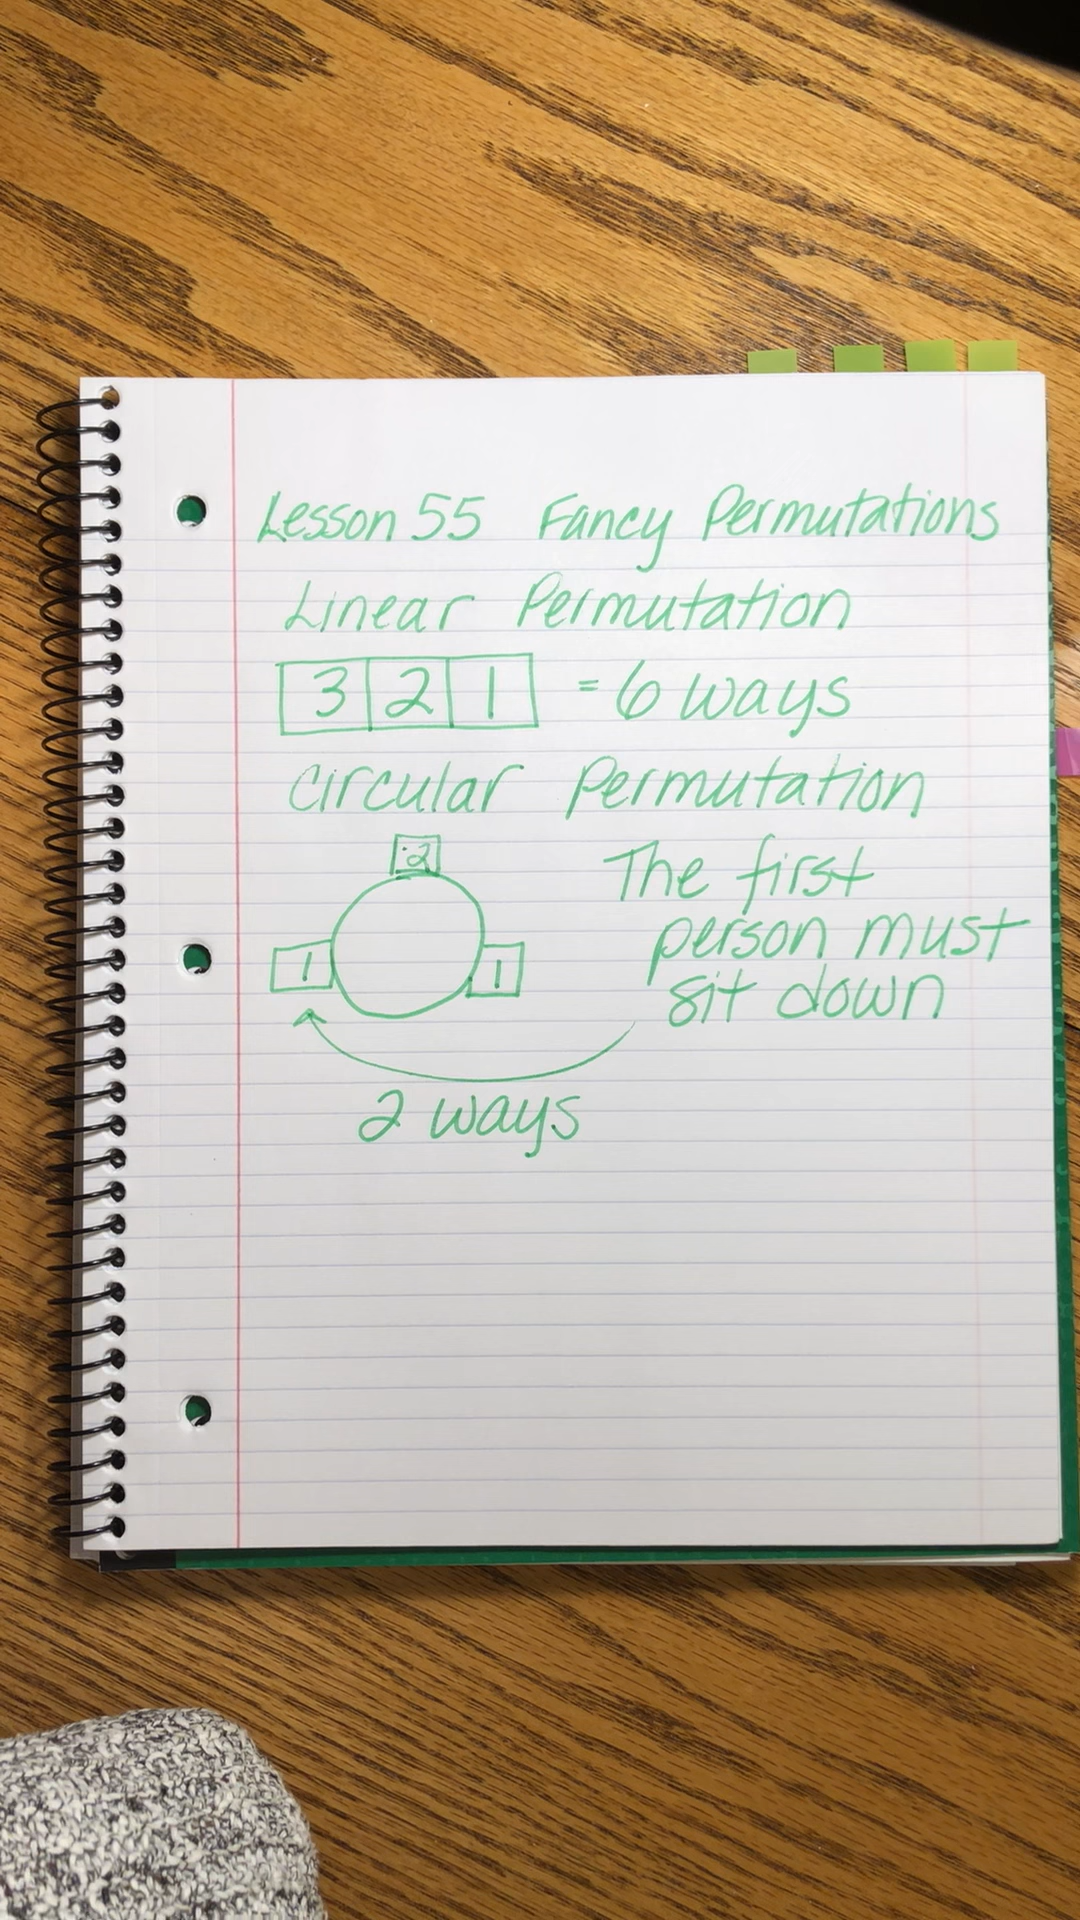 Lesson 55 Fancy Permutations
Linear Permutation
3 2 1 = 6 ways
Circular Permutation
2
The first
person must
1 1
sit down
2 ways